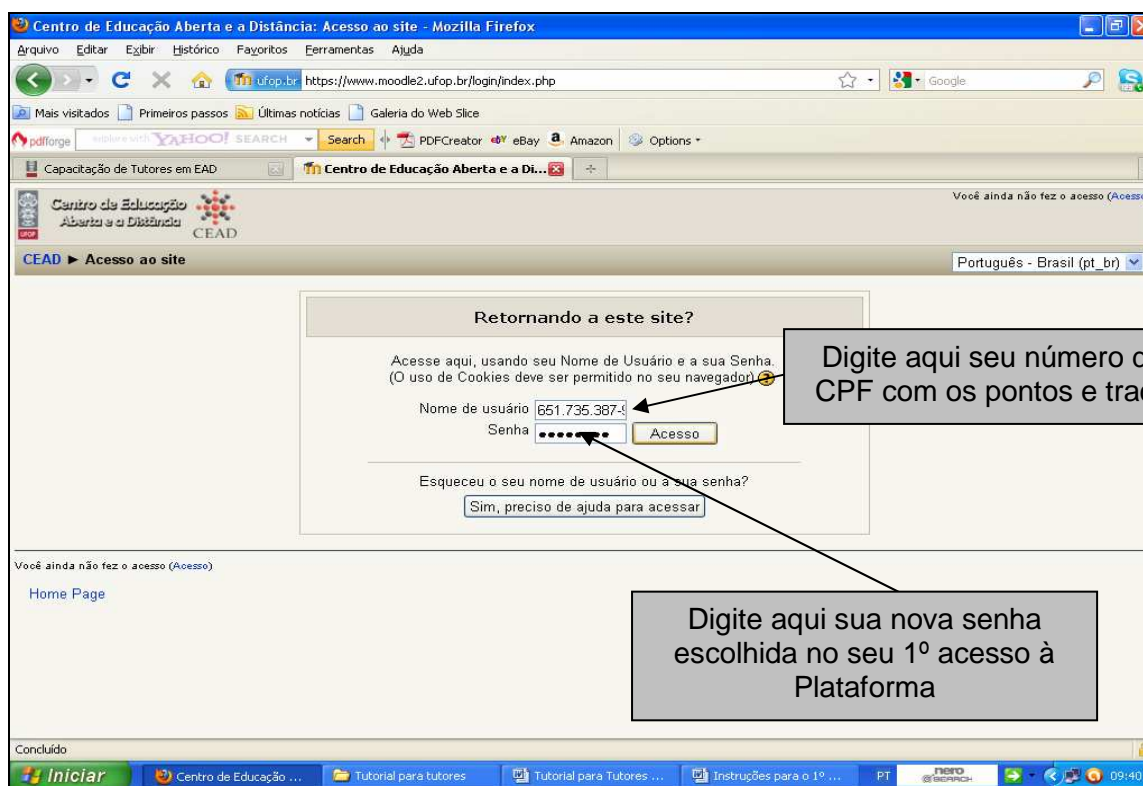 Centro de Educação Aberta e a Distância: Acesso ao site - Mozilla Firefox
Arquivo Editar Exibir Histórico Favoritos Ferramentas Ajuda
ufop.br https://www.moodle2.ufop.br/login/index.php Google
Mais visitados Primeiros passos Últimas notícias Galeria do Web Slice
pdfforge explore with YAHOO! SEARCH Search PDFCreator eBay Amazon Options
Capacitação de Tutores em EAD Centro de Educação Aberta e a Di...
Centro de Educação
Aberta e a Distância
CEAD
UFOP
Você ainda não fez o acesso (Acesso
CEAD ► Acesso ao site Português - Brasil (pt_br)
Retornando a este site?
Acesse aqui, usando seu Nome de Usuário e a sua Senha.
(O uso de Cookies deve ser permitido no seu navegador) ?
Nome de usuário 651.735.387-
Senha ●●●●●●●● Acesso
Esqueceu o seu nome de usuário ou a sua senha?
Sim, preciso de ajuda para acessar
Digite aqui seu número
CPF com os pontos e
Você ainda não fez o acesso (Acesso)
Home Page
Digite aqui sua nova senha
escolhida no seu 1º acesso à
Plataforma
Concluído
Iniciar Centro de Educação ... Tutorial para tutores Tutorial para Tutores ... Instruções para o 1º ... PT nero SEARCH 09:40